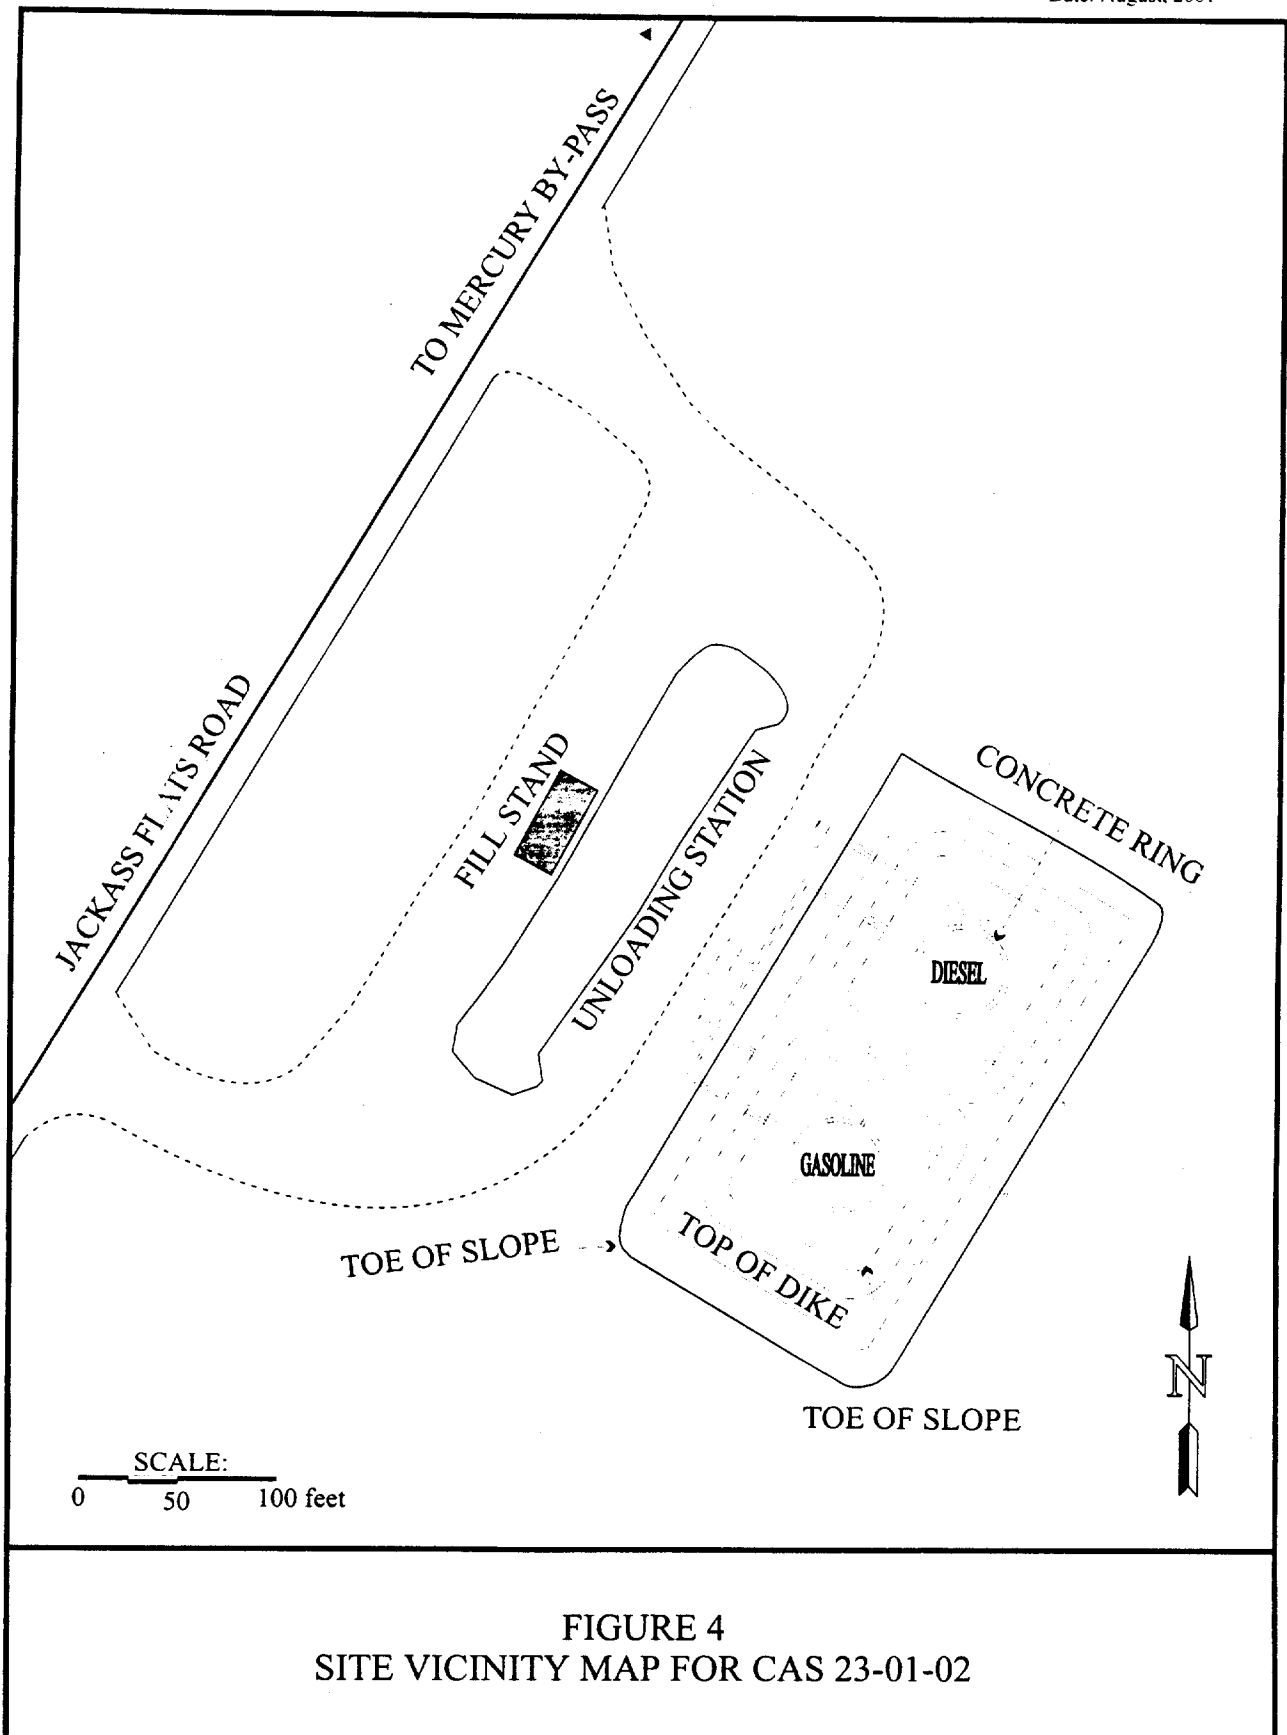 TO MERCURY BY-PASS
JACKASS FLATS ROAD
FILL STAND
UNLOADING STATION
CONCRETE RING
DIESEL
GASOLINE
TOP OF DIKE
TOE OF SLOPE
TOE OF SLOPE
N
SCALE:
0 50 100 feet
FIGURE 4
SITE VICINITY MAP FOR CAS 23-01-02